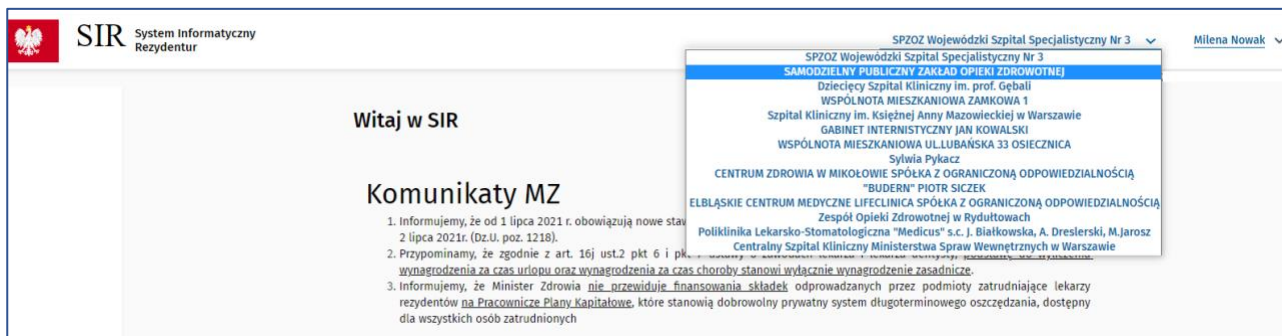 SIR System Informatyczny
Rezydentur
SPZOZ Wojewódzki Szpital Specjalistyczny Nr 3
Milena Nowak
SPZOZ Wojewódzki Szpital Specjalistyczny Nr 3
SAMODZIELNY PUBLICZNY ZAKŁAD OPIEKI ZDROWOTNEJ
Dziecięcy Szpital Kliniczny im. prof. Gębali
WSPÓLNOTA MIESZKANIOWA ZAMKOWA 1
Szpital Kliniczny im. Księżnej Anny Mazowieckiej w Warszawie
GABINET INTERNISTYCZNY JAN KOWALSKI
WSPÓLNOTA MIESZKANIOWA UL.LUBAŃSKA 33 OSIECZNICA
Sylwia Pykacz
CENTRUM ZDROWIA W MIKOŁOWIE SPÓŁKA Z OGRANICZONĄ ODPOWIEDZIALNOŚCIĄ
"BUDERN" PIOTR SICZEK
ELBLĄSKIE CENTRUM MEDYCZNE LIFECLINICA SPÓŁKA Z OGRANICZONĄ ODPOWIEDZIALNOŚCIĄ
Zespół Opieki Zdrowotnej w Rydułtowach
Poliklinika Lekarsko-Stomatologiczna "Medicus" s.c. J. Białkowska, A. Dreslerski, M.Jarosz
Centralny Szpital Kliniczny Ministerstwa Spraw Wewnętrznych w Warszawie
Witaj w SIR
Komunikaty MZ
1. Informujemy, że od 1 lipca 2021 r. obowiązują nowe
2 lipca 2021r. (Dz.U. poz. 1218).
2. Przypominamy, że zgodnie z art. 16j ust.2 pkt 6 i
wynagrodzenia za czas urlopu oraz wynagrodzenia za czas choroby stanowi wyłącznie wynagrodzenie zasadnicze.
3. Informujemy, że Minister Zdrowia nie przewiduje finansowania składek odprowadzanych przez podmioty zatrudniające lekarzy
rezydentów na Pracownicze Plany Kapitałowe, które stanowią dobrowolny prywatny system długoterminowego oszczędzania, dostępny
dla wszystkich osób zatrudnionych